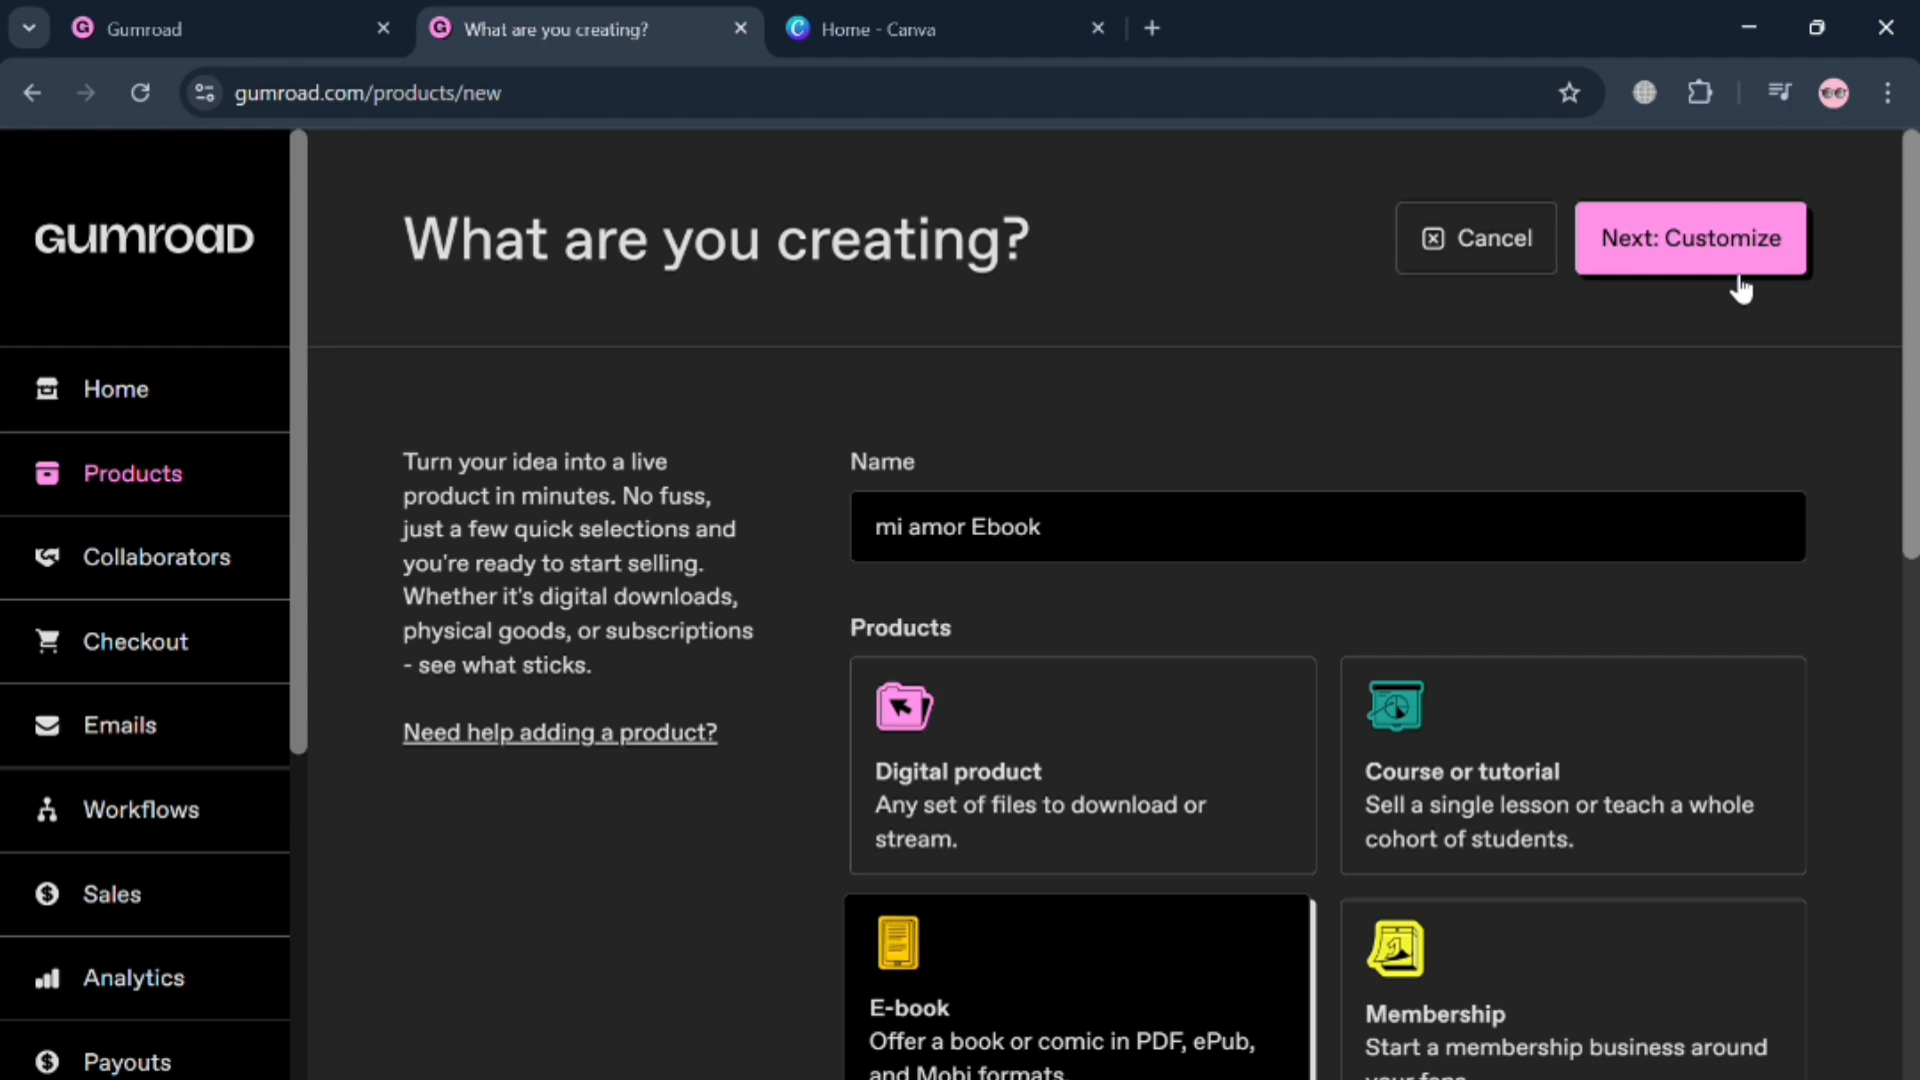 Gumroad
What are you creating?
Home - Canva
gumroad.com/products/new
GUMROAD
What are you creating?
Cancel
Next: Customize
Home
Products
Collaborators
Checkout
Emails
Workflows
Sales
Analytics
Payouts
Turn your idea into a live
product in minutes. No fuss,
just a few quick selections and
you're ready to start selling.
Whether it's digital downloads,
physical goods, or subscriptions
- see what sticks.
Need help adding a product?
Name
mi amor Ebook
Products
Digital product
Any set of files to download or
stream.
Course or tutorial
Sell a single lesson or teach a whole
cohort of students.
E-book
Offer a book or comic in PDF, ePub,
and Mobi formats.
Membership
Start a membership business around
your fans.